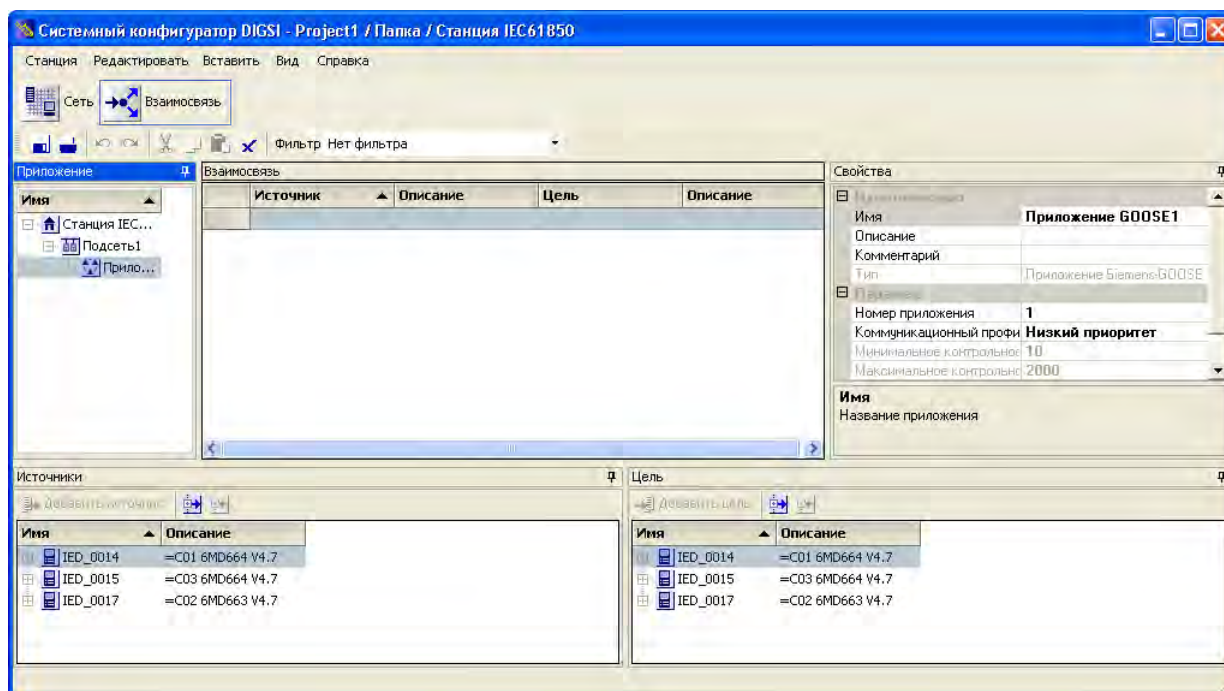 Системный конфигуратор DIGSI - Project1 / Папка / Станция IEC61850
Станция Редактировать Вставить Вид Справка
Сеть Взаимосвязь
Фильтр Нет фильтра
Приложение
Имя
Станция IEC...
Подсеть1
Прило...
Взаимосвязь
Источник Описание Цель Описание
Свойства
Имя Приложение GOOSE1
Описание
Комментарий
Тип Приложение Siemens-GOOSE
Номер приложения 1
Коммуникационный профи Низкий приоритет
Минимальное контрольное 10
Максимальное контрольно 2000
Имя
Название приложения
Источники
Добавить источник
Имя Описание
IED_0014 =C01 6MD664 V4.7
IED_0015 =C03 6MD664 V4.7
IED_0017 =C02 6MD663 V4.7
Цель
Добавить цель
Имя Описание
IED_0014 =C01 6MD664 V4.7
IED_0015 =C03 6MD664 V4.7
IED_0017 =C02 6MD663 V4.7